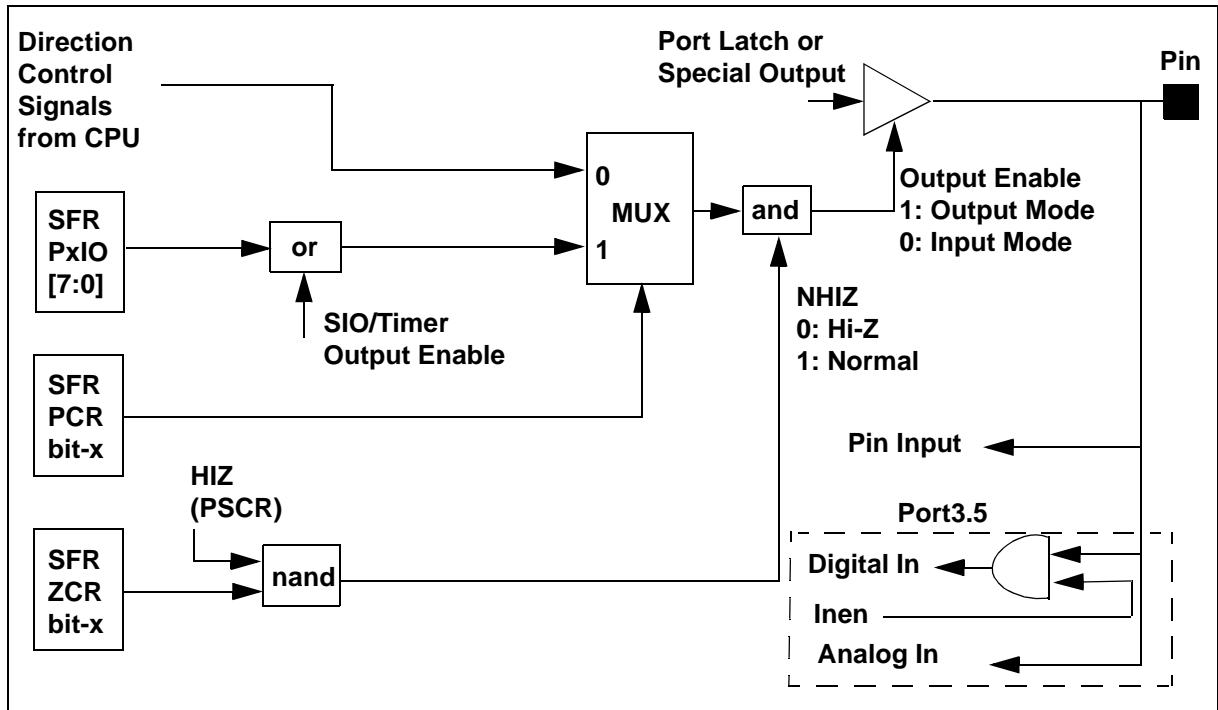 Direction
Control
Signals
from CPU
Port Latch or
Special Output
Pin
0
MUX
1
and
Output Enable
1: Output Mode
0: Input Mode
SFR
PxIO
[7:0]
or
SIO/Timer
Output Enable
NHIZ
0: Hi-Z
1: Normal
SFR
PCR
bit-x
Pin Input
HIZ
(PSCR)
Port3.5
SFR
ZCR
bit-x
nand
Digital In
Inen
Analog In